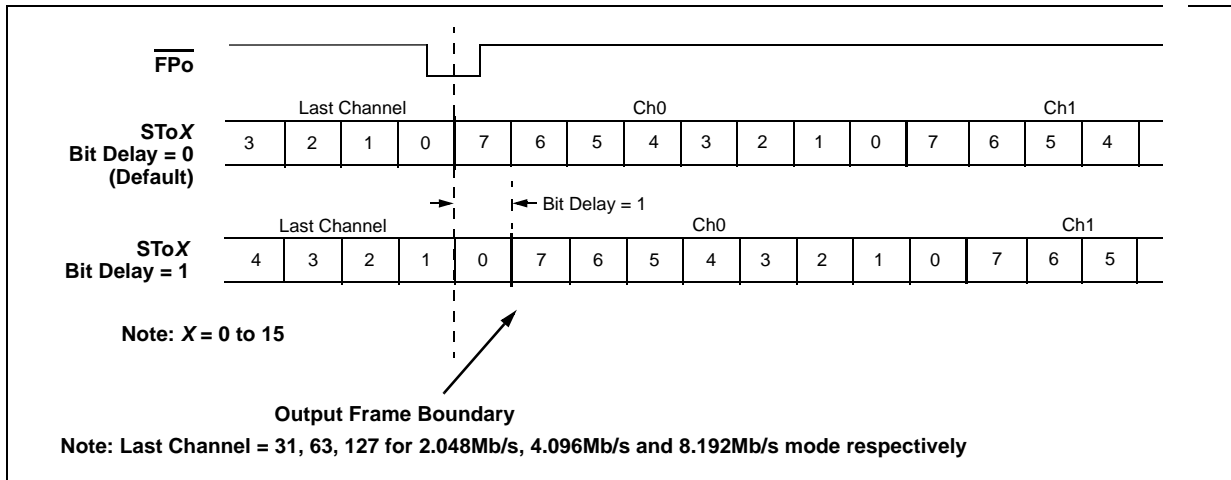 FPo
Last Channel Ch0 Ch1
SToX
Bit Delay = 0
(Default)
3 2 1 0 7 6 5 4 3 2 1 0 7 6 5 4
Bit Delay = 1
Last Channel Ch0 Ch1
SToX
Bit Delay = 1
4 3 2 1 0 7 6 5 4 3 2 1 0 7 6 5
Note: X = 0 to 15
Output Frame Boundary
Note: Last Channel = 31, 63, 127 for 2.048Mb/s, 4.096Mb/s and 8.192Mb/s mode respectively